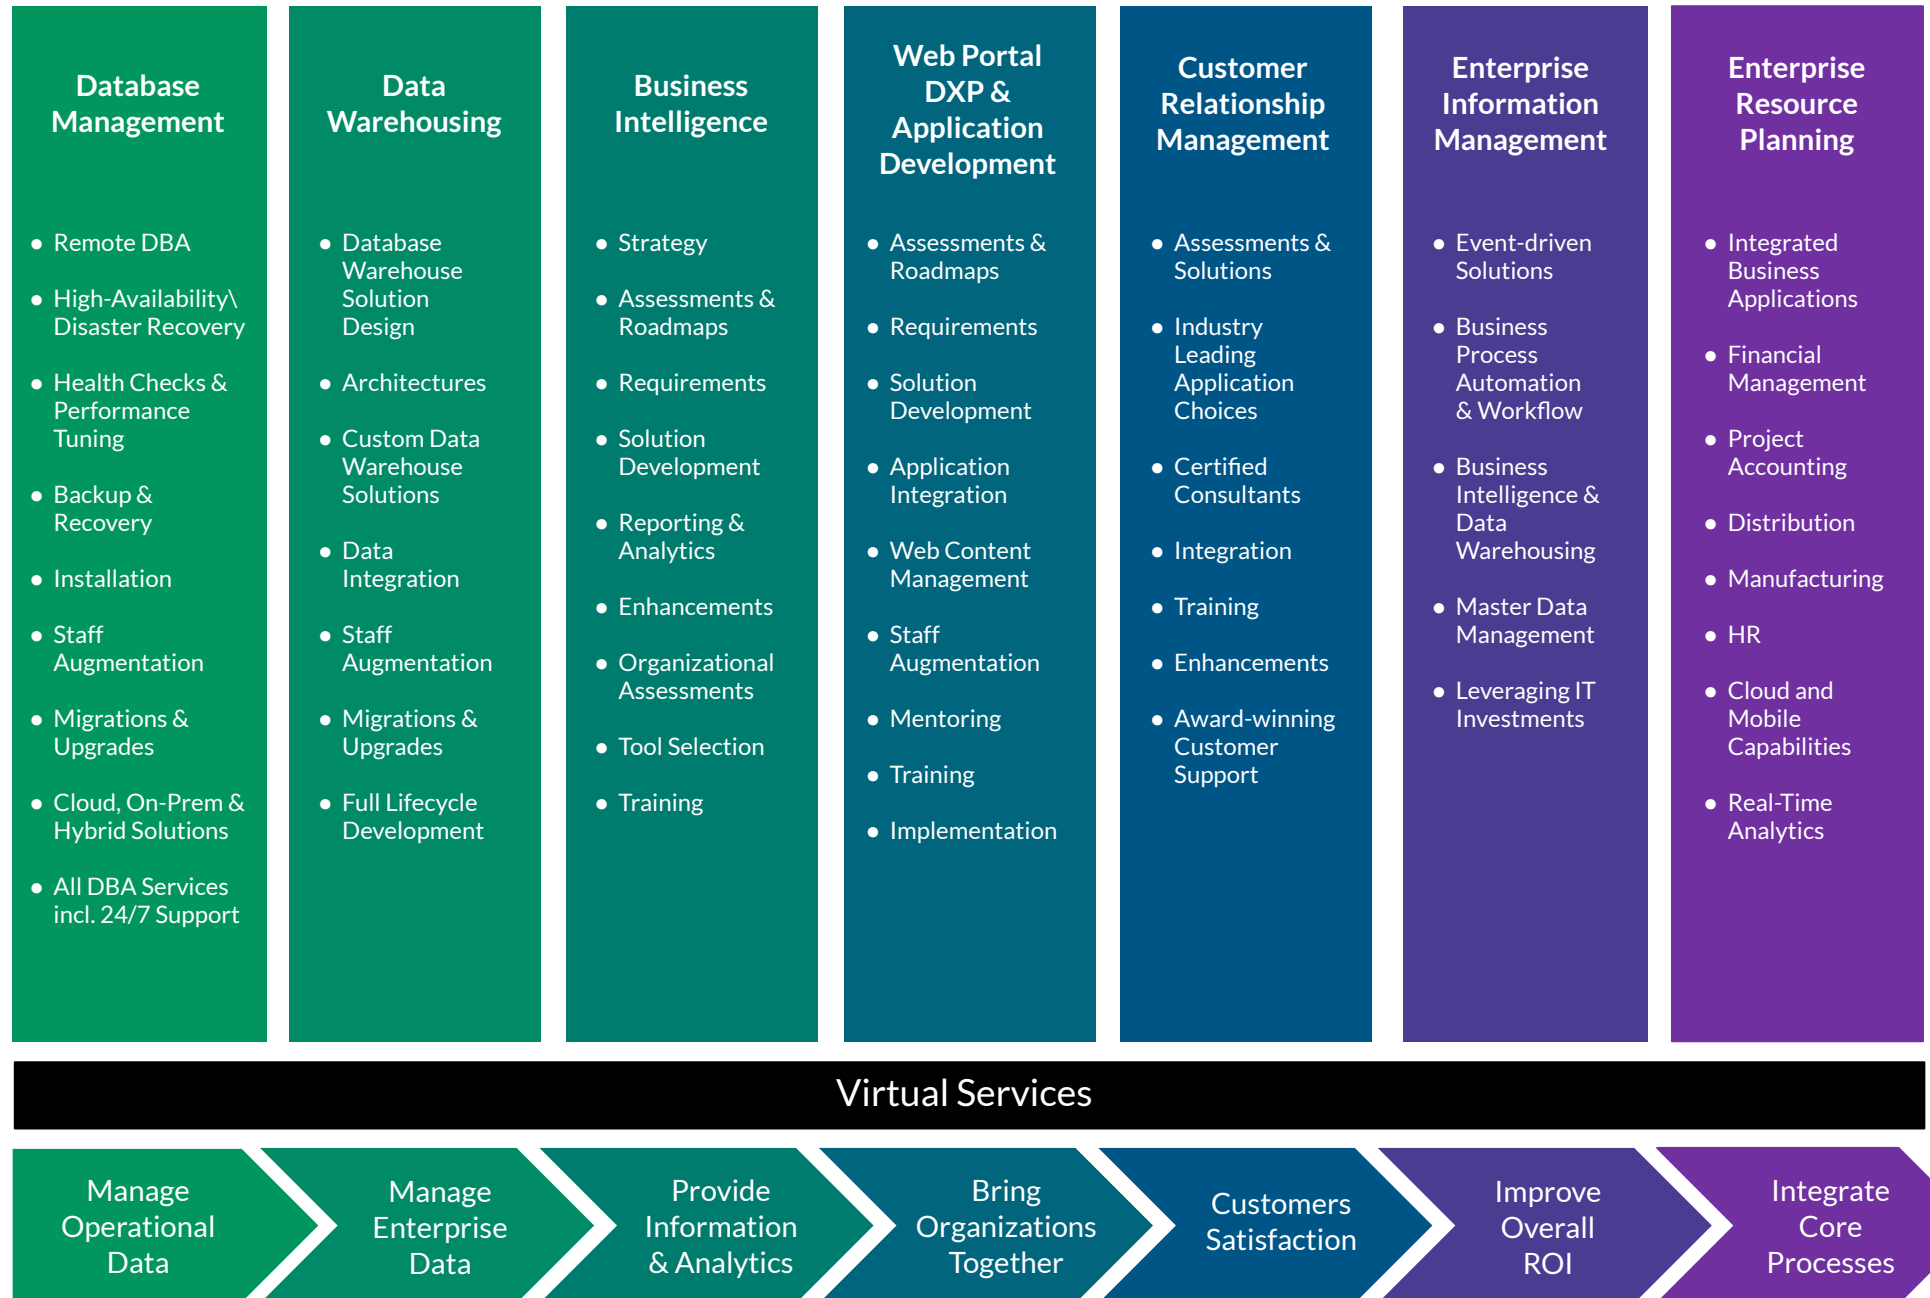 Database
Management
● Remote DBA
● High-Availability\
Disaster Recovery
● Health Checks &
Performance
Tuning
● Backup &
Recovery
● Installation
● Staff
Augmentation
● Migrations &
Upgrades
● Cloud, On-Prem &
Hybrid Solutions
● All DBA Services
incl. 24/7 Support
Data
Warehousing
● Database
Warehouse
Solution
Design
● Architectures
● Custom Data
Warehouse
Solutions
● Data
Integration
● Staff
Augmentation
● Migrations &
Upgrades
● Full Lifecycle
Development
Business
Intelligence
● Strategy
● Assessments &
Roadmaps
● Requirements
● Solution
Development
● Reporting &
Analytics
● Enhancements
● Organizational
Assessments
● Tool Selection
● Training
Web Portal
DXP &
Application
Development
● Assessments &
Roadmaps
● Requirements
● Solution
Development
● Application
Integration
● Web Content
Management
● Staff
Augmentation
● Mentoring
● Training
● Implementation
Customer
Relationship
Management
● Assessments &
Solutions
● Industry
Leading
Application
Choices
● Certified
Consultants
● Integration
● Training
● Enhancements
● Award-winning
Customer
Support
Enterprise
Information
Management
● Event-driven
Solutions
● Business
Process
Automation
& Workflow
● Business
Intelligence &
Data
Warehousing
● Master Data
Management
● Leveraging IT
Investments
Enterprise
Resource
Planning
● Integrated
Business
Applications
● Financial
Management
● Project
Accounting
● Distribution
● Manufacturing
● HR
● Cloud and
Mobile
Capabilities
● Real-Time
Analytics
Virtual Services
Manage
Operational
Data
Manage
Enterprise
Data
Provide
Information
& Analytics
Bring
Organizations
Together
Customers
Satisfaction
Improve
Overall
ROI
Integrate
Core
Processes